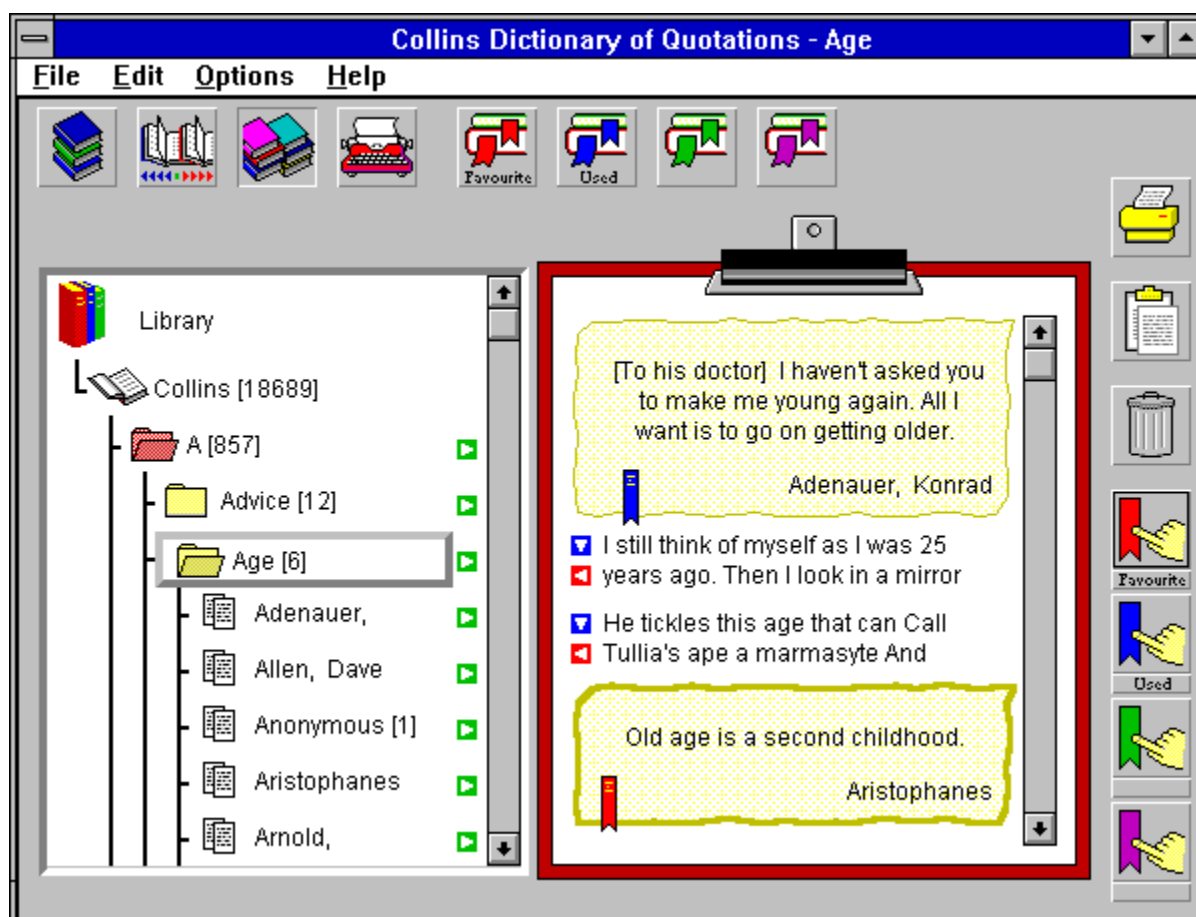 Collins Dictionary of Quotations - Age
File Edit Options Help
Favourite
Used
Library
Collins [18689]
A [857]
Advice [12]
Age [6]
Adenauer,
Allen, Dave
Anonymous [1]
Aristophanes
Arnold,
[To his doctor] I haven't asked you
to make me young again. All I
want is to go on getting older.
Adenauer, Konrad
I still think of myself as I was 25
years ago. Then I look in a mirror
He tickles this age that can Call
Tullia's ape a marmasyte And
Old age is a second childhood.
Aristophanes
Favourite
Used